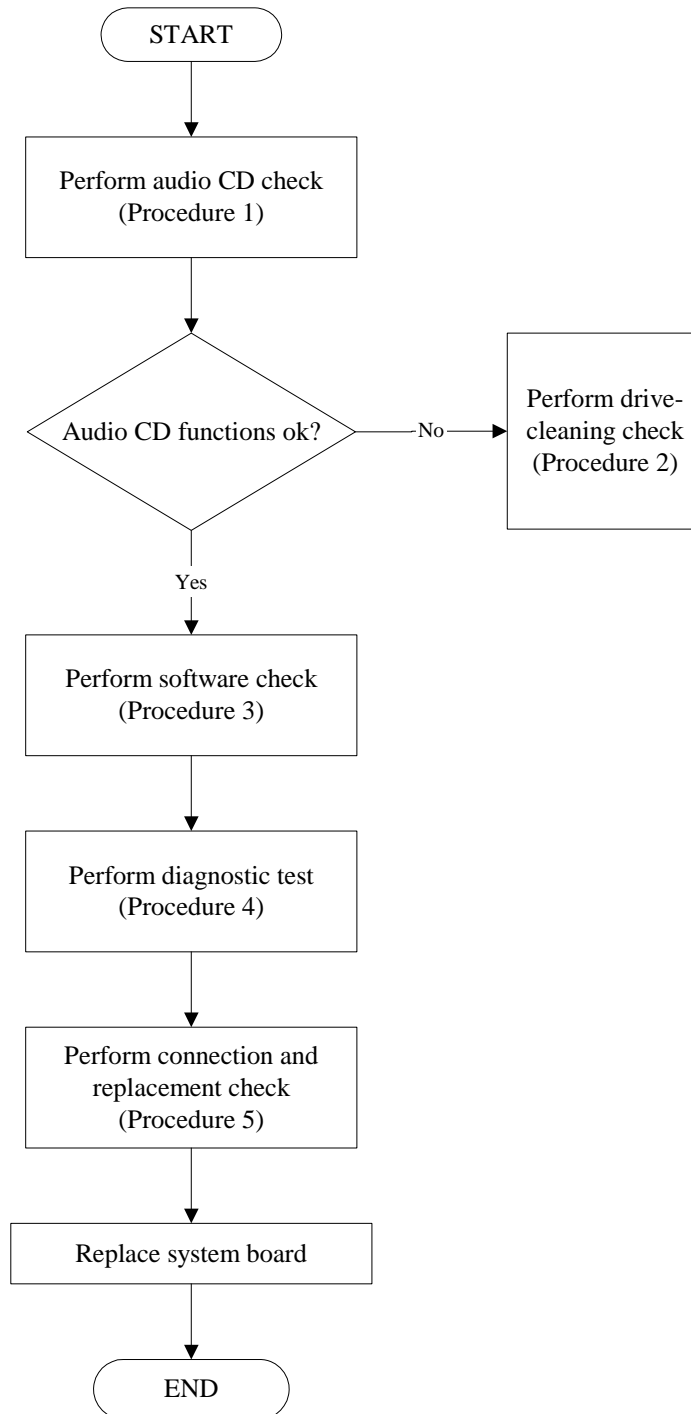 START
Perform audio CD check
(Procedure 1)
Audio CD functions ok?
No
Perform drive-
cleaning check
(Procedure 2)
Yes
Perform software check
(Procedure 3)
Perform diagnostic test
(Procedure 4)
Perform connection and
replacement check
(Procedure 5)
Replace system board
END